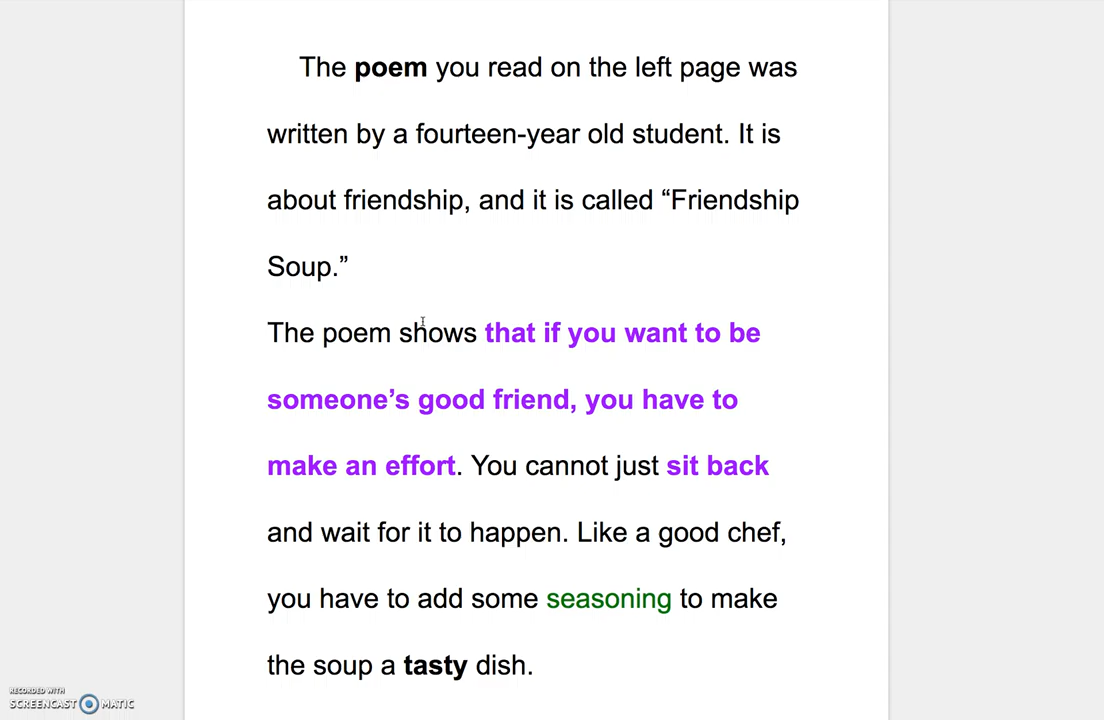 The poem you read on the left page was
written by a fourteen-year old student. It is
about friendship, and it is called “Friendship
Soup.”
The poem shows that if you want to be
someone’s good friend, you have to
make an effort. You cannot just sit back
and wait for it to happen. Like a good chef,
you have to add some seasoning to make
the soup a tasty dish.
RECORDED WITH
SCREENCAST MATIC